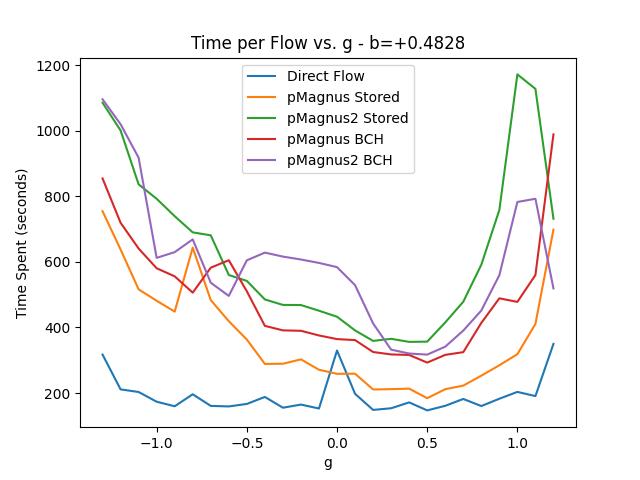 Time per Flow vs. g - b=+0.4828
1200
1000
800
600
400
200
Time Spent (seconds)
Direct Flow
pMagnus Stored
pMagnus2 Stored
pMagnus BCH
pMagnus2 BCH
−1.0 −0.5 0.0 0.5 1.0
g